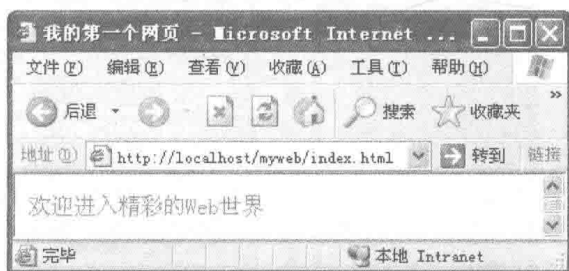 我的第一个网页 - Microsoft Internet ...
文件(F) 编辑(E) 查看(V) 收藏(A) 工具(T) 帮助(H)
后退 搜索 收藏夹 »
地址(D) http://localhost/myweb/index.html 转到 链接
欢迎进入精彩的Web世界
完毕 本地 Intranet